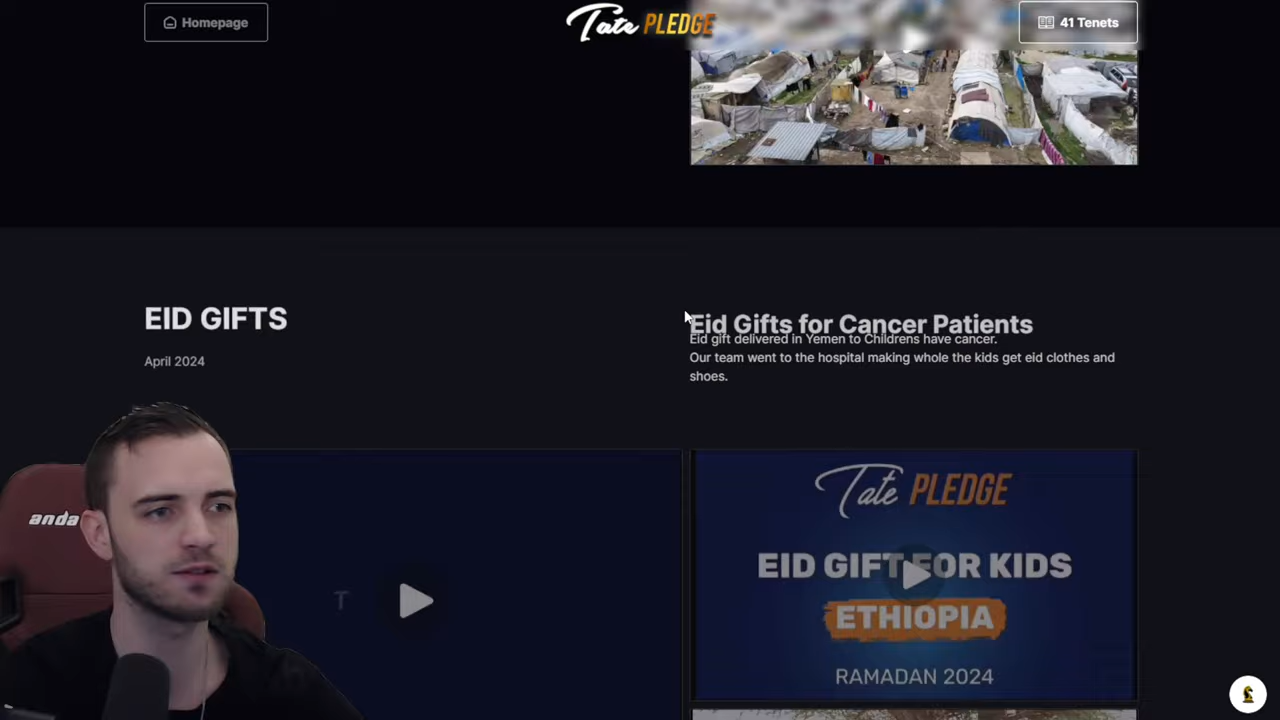 Homepage
Tate PLEDGE
41 Tenets
EID GIFTS
April 2024
Eid Gifts for Cancer Patients
Eid gift delivered in Yemen to Childrens have cancer.
Our team went to the hospital making whole the kids get eid clothes and
shoes.
anda
T
Tate PLEDGE
EID GIFT FOR KIDS
ETHIOPIA
RAMADAN 2024